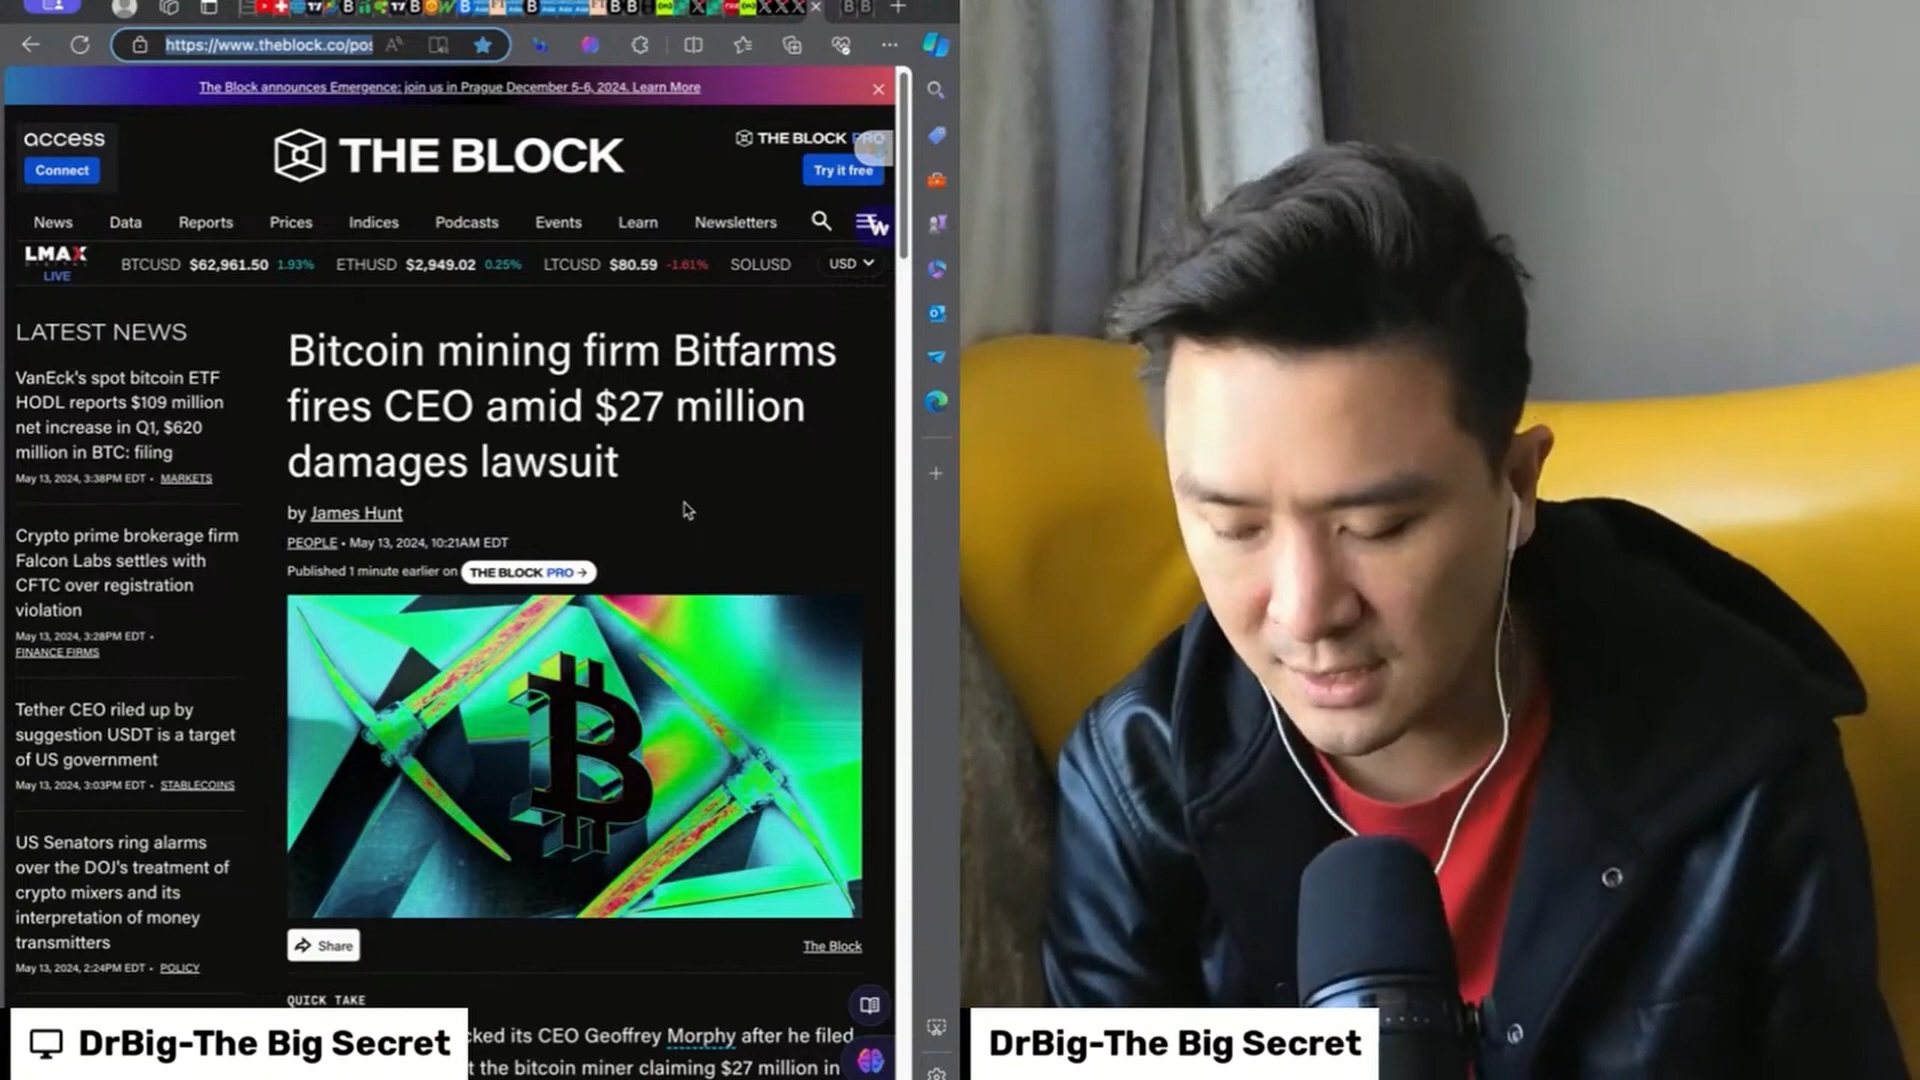 https://www.theblock.co/pos
The Block announces Emergence: join us in Prague December 5-6, 2024. Learn More
access
Connect
THE BLOCK
THE BLOCK PRO
Try it free
News Data Reports Prices Indices Podcasts Events Learn Newsletters
LMAX
LIVE
BTCUSD $62,961.50 1.93% ETHUSD $2,949.02 0.25% LTCUSD $80.59 -1.61% SOLUSD USD
LATEST NEWS
VanEck's spot bitcoin ETF
HODL reports $109 million
net increase in Q1, $620
million in BTC: filing
May 13, 2024, 3:38PM EDT • MARKETS
Crypto prime brokerage firm
Falcon Labs settles with
CFTC over registration
violation
May 13, 2024, 3:28PM EDT •
FINANCE FIRMS
Tether CEO riled up by
suggestion USDT is a target
of US government
May 13, 2024, 3:03PM EDT • STABLECOINS
US Senators ring alarms
over the DOJ's treatment of
crypto mixers and its
interpretation of money
transmitters
May 13, 2024, 2:24PM EDT • POLICY
Bitcoin mining firm Bitfarms
fires CEO amid $27 million
damages lawsuit
by James Hunt
PEOPLE • May 13, 2024, 10:21AM EDT
Published 1 minute earlier on THE BLOCK PRO →
Share
The Block
QUICK TAKE
cked its CEO Geoffrey Morphy after he filed
t the bitcoin miner claiming $27 million in
DrBig-The Big Secret
DrBig-The Big Secret